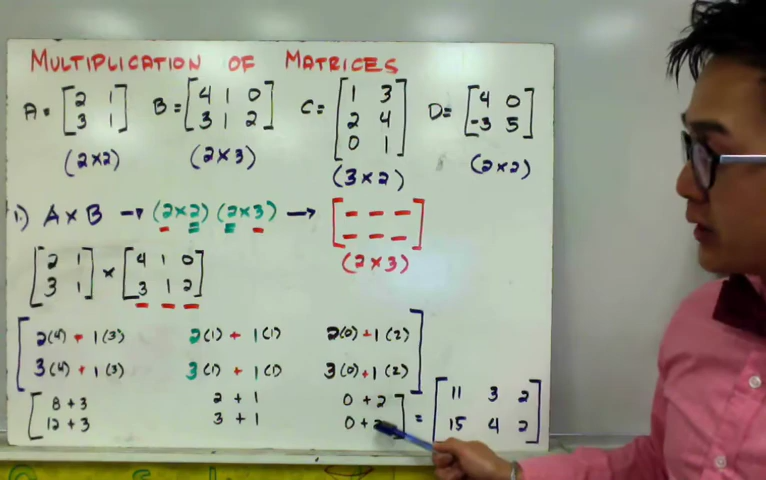 MULTIPLICATION OF MATRICES
A = [2 1 B = [4 1 0 C = [1 3 D = [4 0
3 1] 3 1 2] 2 4 -3 5]
0 1]
(2×2) (2×3) (3×2) (2×2)
1.) A×B → (2×2) (2×3) → [_ _ _
_ _ _]
(2×3)
[2 1 × [4 1 0
3 1] 3 1 2]
[2(4) + 1(3) 2(1) + 1(1) 2(0) + 1(2)
3(4) + 1(3) 3(1) + 1(1) 3(0) + 1(2)]
[8 + 3 2 + 1 0 + 2 = [11 3 2
12 + 3 3 + 1 0 + 2] 15 4 2]